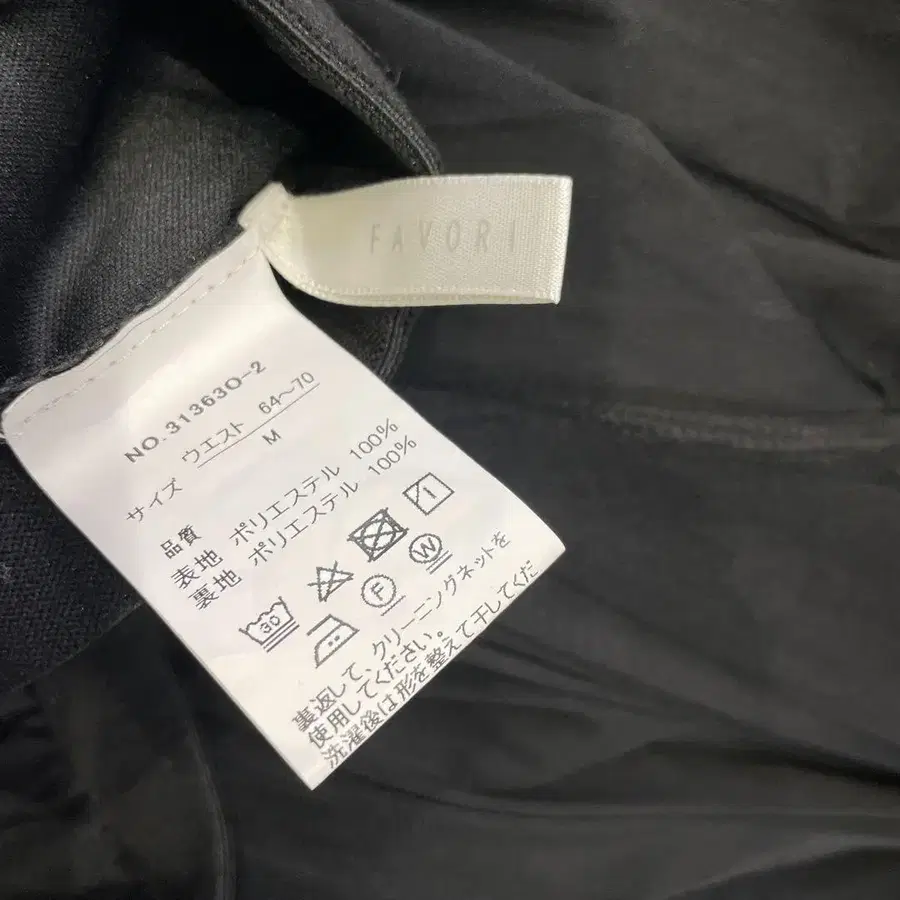 FAVORI
NO.313630-2
サイズ ウエスト 64～70
M
品質
表地 ポリエステル 100%
裏地 ポリエステル 100%
30
F
W
裏返して、クリーニングネットを
使用してください。
洗濯後は形を整えて干してくだ